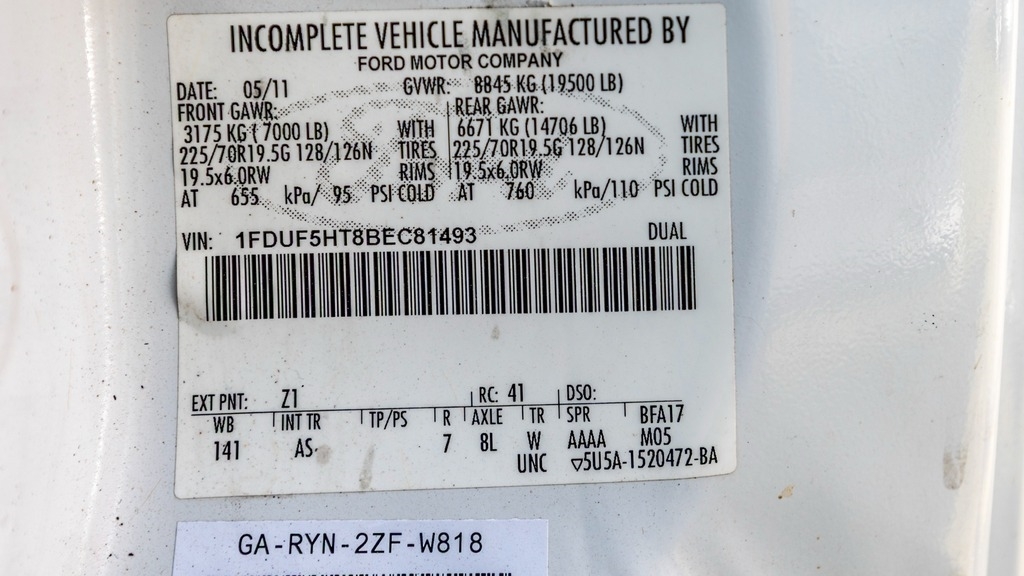 INCOMPLETE VEHICLE MANUFACTURED BY
FORD MOTOR COMPANY
DATE: 05/11 GVWR: 8845 KG (19500 LB)
FRONT GAWR: REAR GAWR:
3175 KG ( 7000 LB) WITH 6671 KG (14706 LB) WITH
225/70R19.5G 128/126N TIRES 225/70R19.5G 128/126N TIRES
19.5x6.0RW RIMS 19.5x6.0RW RIMS
AT 655 kPa/ 95 PSI COLD AT 760 kPa/110 PSI COLD
VIN: 1FDUF5HT8BEC81493 DUAL
EXT PNT: Z1 RC: 41 DSO:
WB INT TR TP/PS R AXLE TR SPR BFA17
141 AS 7 8L W AAAA M05
UNC ▽5U5A-1520472-BA
GA-RYN-2ZF-W818